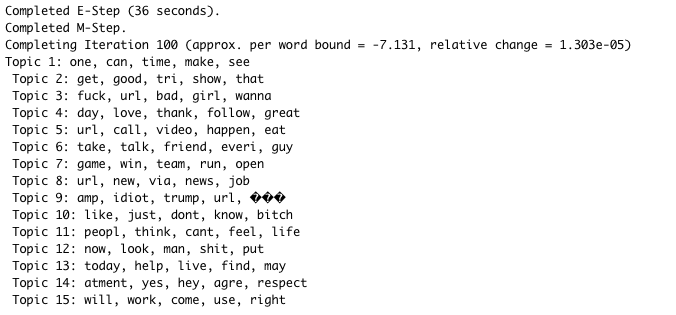 Completed E-Step (36 seconds).
Completed M-Step.
Completing Iteration 100 (approx. per word bound = -7.131, relative change = 1.303e-05)
Topic 1: one, can, time, make, see
Topic 2: get, good, tri, show, that
Topic 3: fuck, url, bad, girl, wanna
Topic 4: day, love, thank, follow, great
Topic 5: url, call, video, happen, eat
Topic 6: take, talk, friend, everi, guy
Topic 7: game, win, team, run, open
Topic 8: url, new, via, news, job
Topic 9: amp, idiot, trump, url, ���
Topic 10: like, just, dont, know, bitch
Topic 11: peopl, think, cant, feel, life
Topic 12: now, look, man, shit, put
Topic 13: today, help, live, find, may
Topic 14: atment, yes, hey, agre, respect
Topic 15: will, work, come, use, right